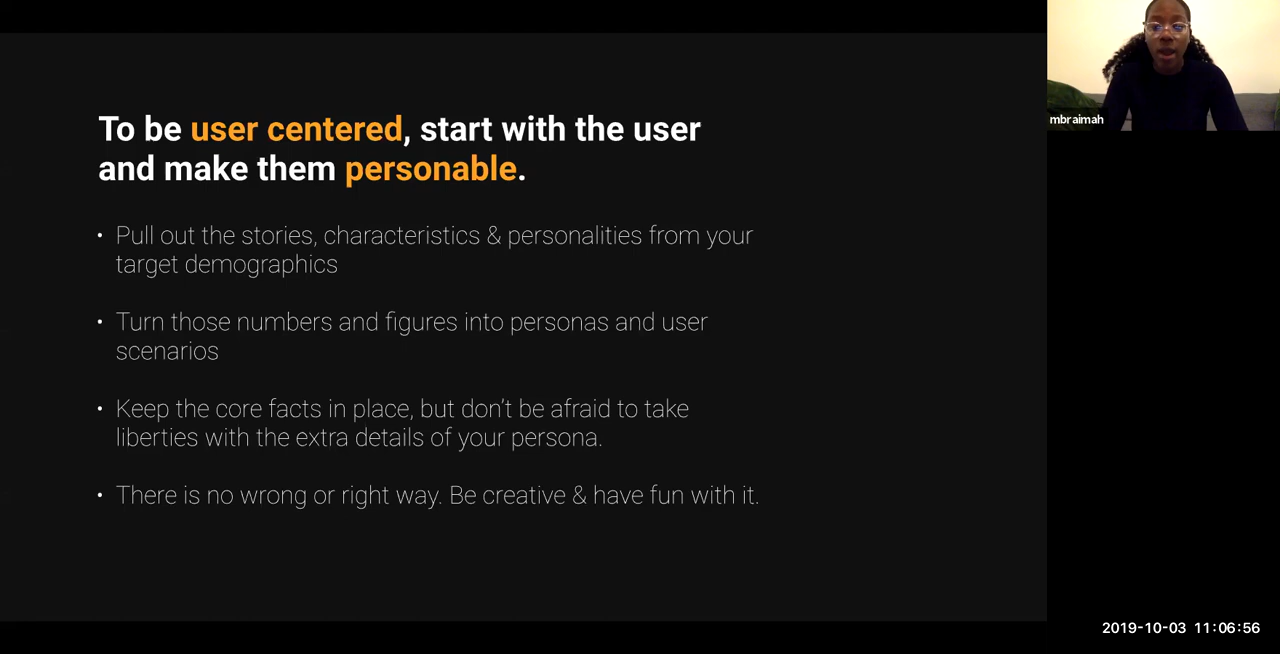 To be user centered, start with the user
and make them personable.
• Pull out the stories, characteristics & personalities from your
target demographics
• Turn those numbers and figures into personas and user
scenarios
• Keep the core facts in place, but don’t be afraid to take
liberties with the extra details of your persona.
• There is no wrong or right way. Be creative & have fun with it.
mbraimah
2019-10-03 11:06:56